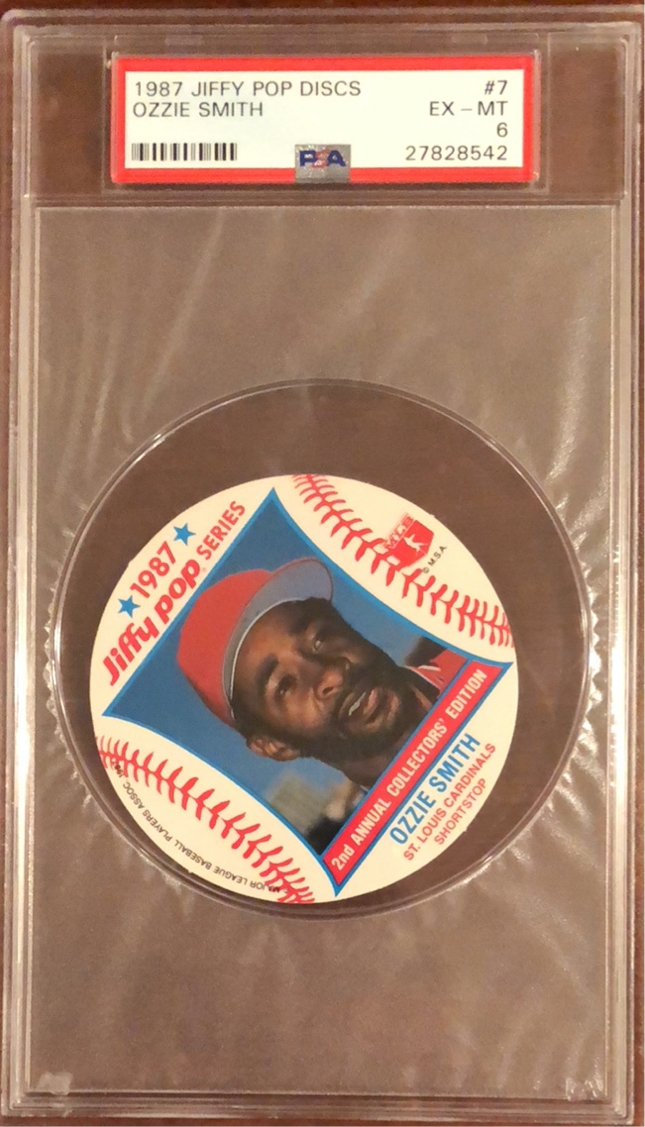 1987 JIFFY POP DISCS #7
OZZIE SMITH EX - MT
6
PSA 27828542
★ 1987 ★
Jiffy pop SERIES
© M.S.A.
2nd ANNUAL COLLECTORS' EDITION
OZZIE SMITH
ST. LOUIS CARDINALS
SHORTSTOP
MAJOR LEAGUE BASEBALL PLAYERS ASSOC.